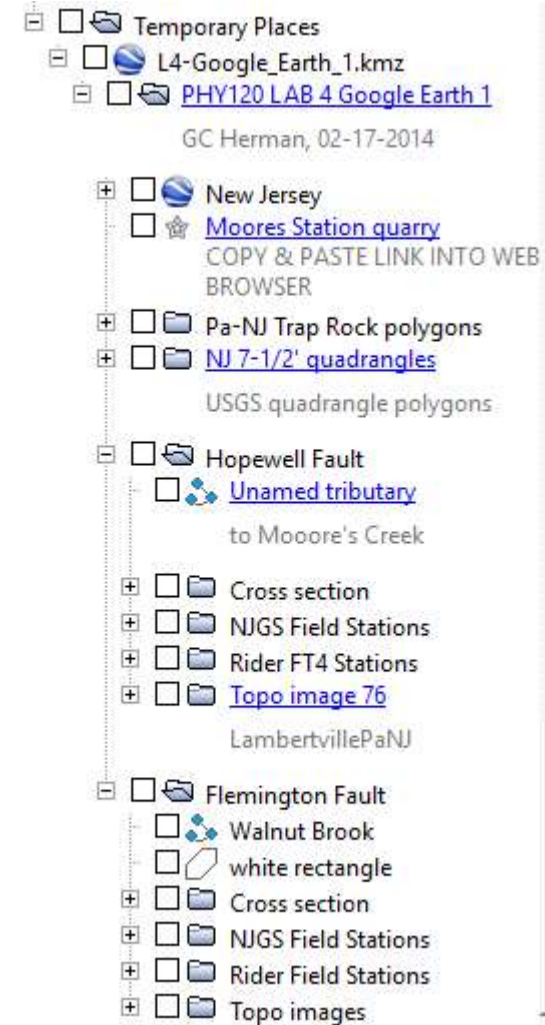 Temporary Places
L4-Google_Earth_1.kmz
PHY120 LAB 4 Google Earth 1
GC Herman, 02-17-2014
New Jersey
Moores Station quarry
COPY & PASTE LINK INTO WEB
BROWSER
Pa-NJ Trap Rock polygons
NJ 7-1/2' quadrangles
USGS quadrangle polygons
Hopewell Fault
Unamed tributary
to Mooore's Creek
Cross section
NJGS Field Stations
Rider FT4 Stations
Topo image 76
LambertvillePaNJ
Flemington Fault
Walnut Brook
white rectangle
Cross section
NJGS Field Stations
Rider Field Stations
Topo images